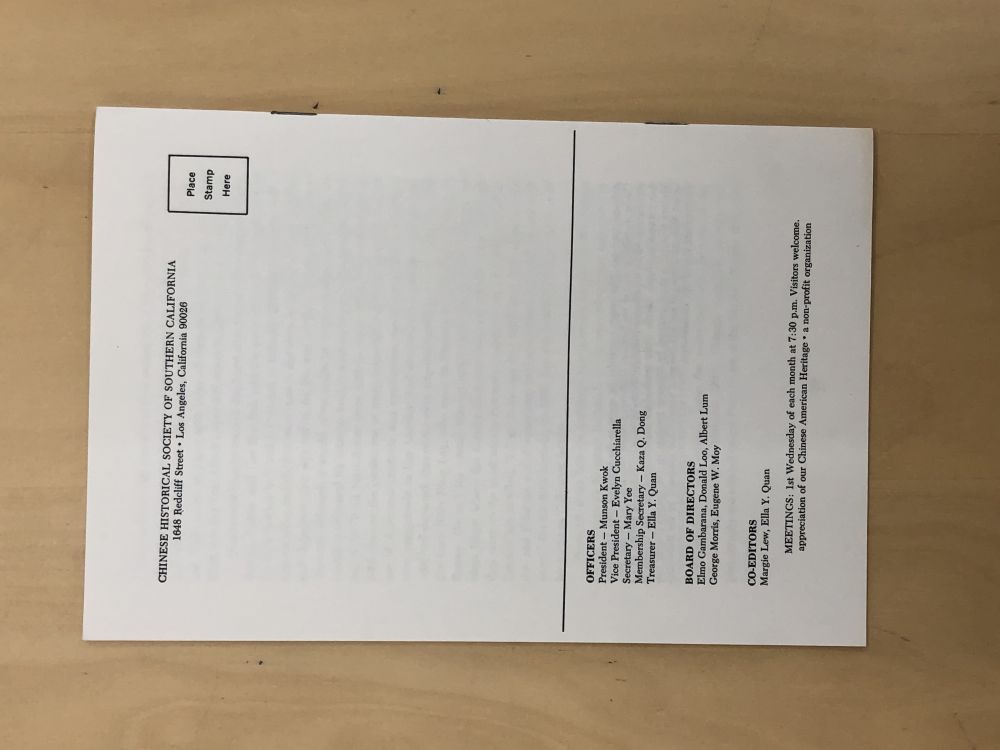 CHINESE HISTORICAL SOCIETY OF SOUTHERN CALIFORNIA
1648 Redcliff Street • Los Angeles, California 90026
Place
Stamp
Here
OFFICERS
President — Munson Kwok
Vice President — Evelyn Cucchiarella
Secretary — Mary Yee
Membership Secretary — Kaza Q. Dong
Treasurer — Ella Y. Quan
BOARD OF DIRECTORS
Elmo Gambarana, Donald Loo, Albert Lum
George Morris, Eugene W. Moy
CO-EDITORS
Margie Lew, Ella Y. Quan
MEETINGS: 1st Wednesday of each month at 7:30 p.m. Visitors welcome.
appreciation of our Chinese American Heritage • a non-profit organization